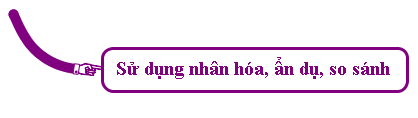 Sử dụng nhân hóa, ẩn dụ, so sánh